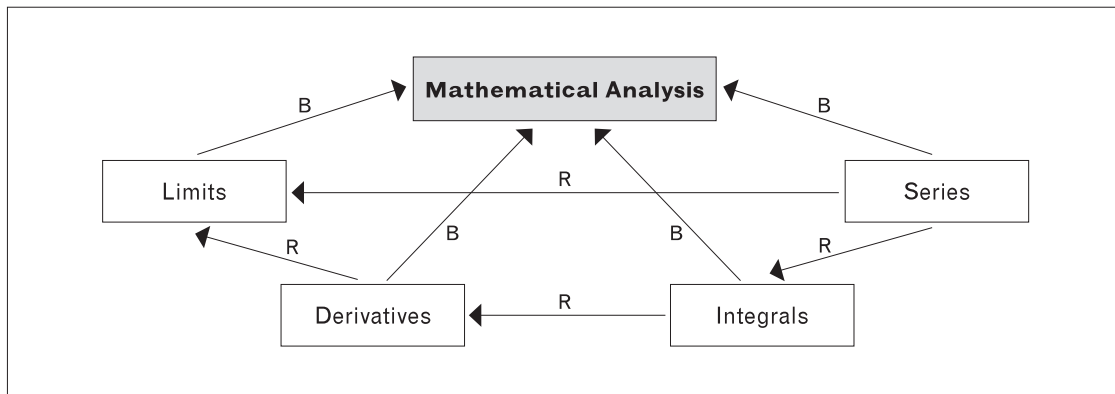 Mathematical Analysis
B
B
Limits
R
Series
R
B
B
R
Derivatives
R
Integrals